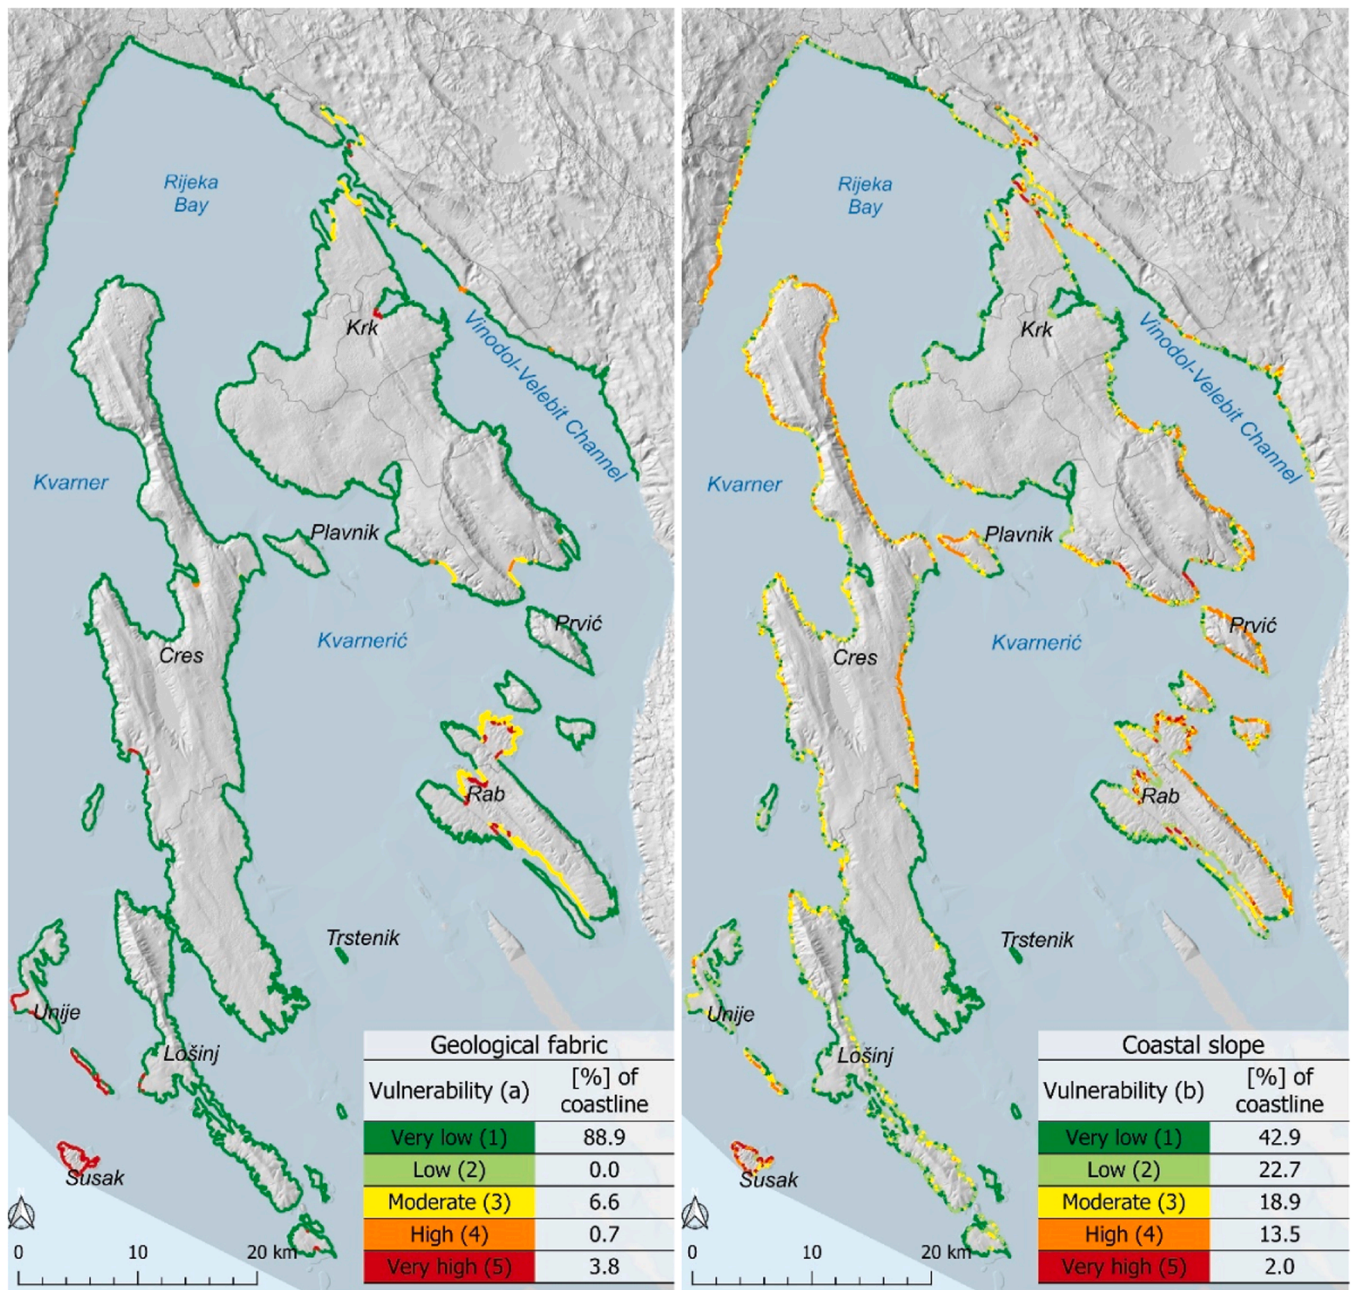 Rijeka
Bay
Krk
Vinodol-Velebit Channel
Kvarner
Plavnik
Prvić
Kvarnerić
Cres
Rab
Trstenik
Unije
Lošinj
Susak
0 10 20 km
Geological fabric
Vulnerability (a) [%] of coastline
Very low (1) 88.9
Low (2) 0.0
Moderate (3) 6.6
High (4) 0.7
Very high (5) 3.8
Rijeka
Bay
Krk
Vinodol-Velebit Channel
Kvarner
Plavnik
Prvić
Kvarnerić
Cres
Rab
Trstenik
Unije
Lošinj
Susak
0 10 20 km
Coastal slope
Vulnerability (b) [%] of coastline
Very low (1) 42.9
Low (2) 22.7
Moderate (3) 18.9
High (4) 13.5
Very high (5) 2.0